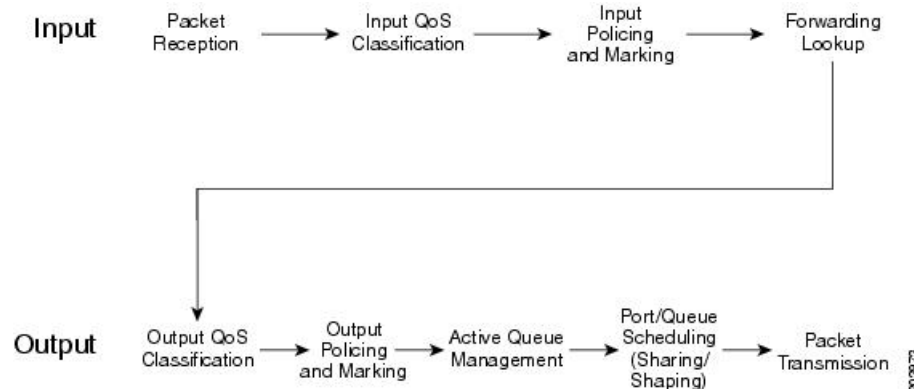 Input
Packet
Reception
Input QoS
Classification
Input
Policing
and Marking
Forwarding
Lookup
Output
Output QoS
Classification
Output
Policing
and Marking
Active Queue
Management
Port/Queue
Scheduling
(Sharing/
Shaping)
Packet
Transmission